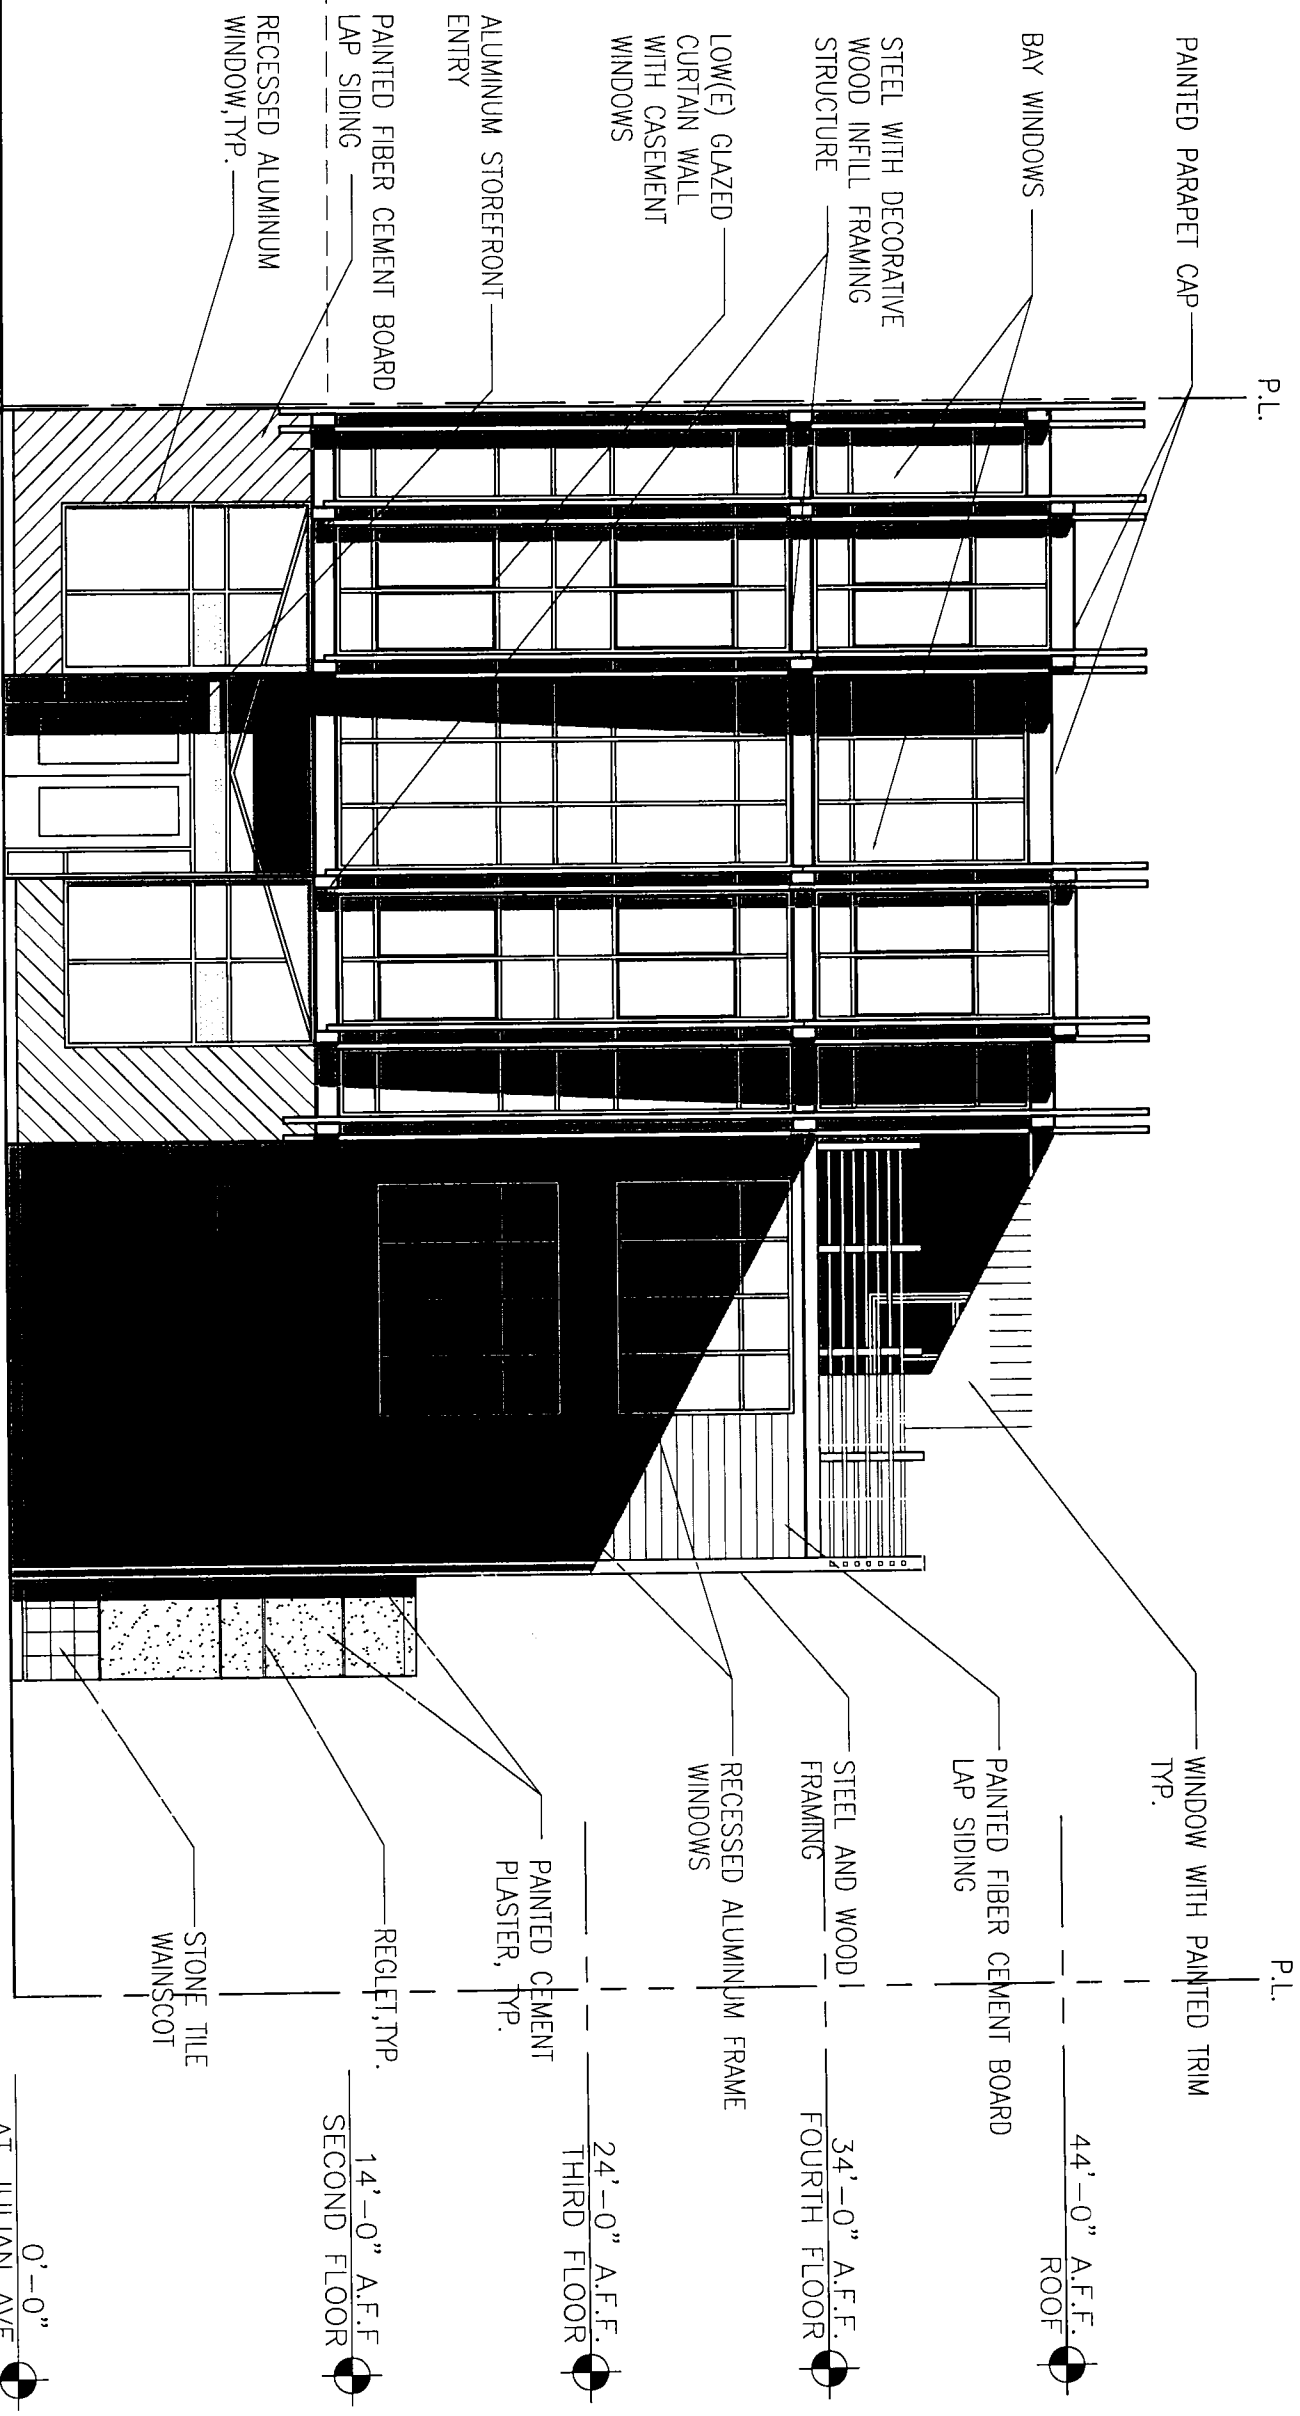 P.L.
PAINTED PARAPET CAP
BAY WINDOWS
STEEL WITH DECORATIVE
WOOD INFILL FRAMING
STRUCTURE
LOW(E) GLAZED
CURTAIN WALL
WITH CASEMENT
WINDOWS
ALUMINUM STOREFRONT
ENTRY
PAINTED FIBER CEMENT BOARD
LAP SIDING
RECESSED ALUMINUM
WINDOW,TYP.
P.L.
WINDOW WITH PAINTED TRIM
TYP.
PAINTED FIBER CEMENT BOARD
LAP SIDING
STEEL AND WOOD
FRAMING
RECESSED ALUMINUM FRAME
WINDOWS
PAINTED CEMENT
PLASTER, TYP.
REGLET,TYP.
STONE TILE
WAINSCOT
44'-0" A.F.F.
ROOF
34'-0" A.F.F.
FOURTH FLOOR
24'-0" A.F.F.
THIRD FLOOR
14'-0" A.F.F
SECOND FLOOR
0'-0"
AT JULIAN AVE